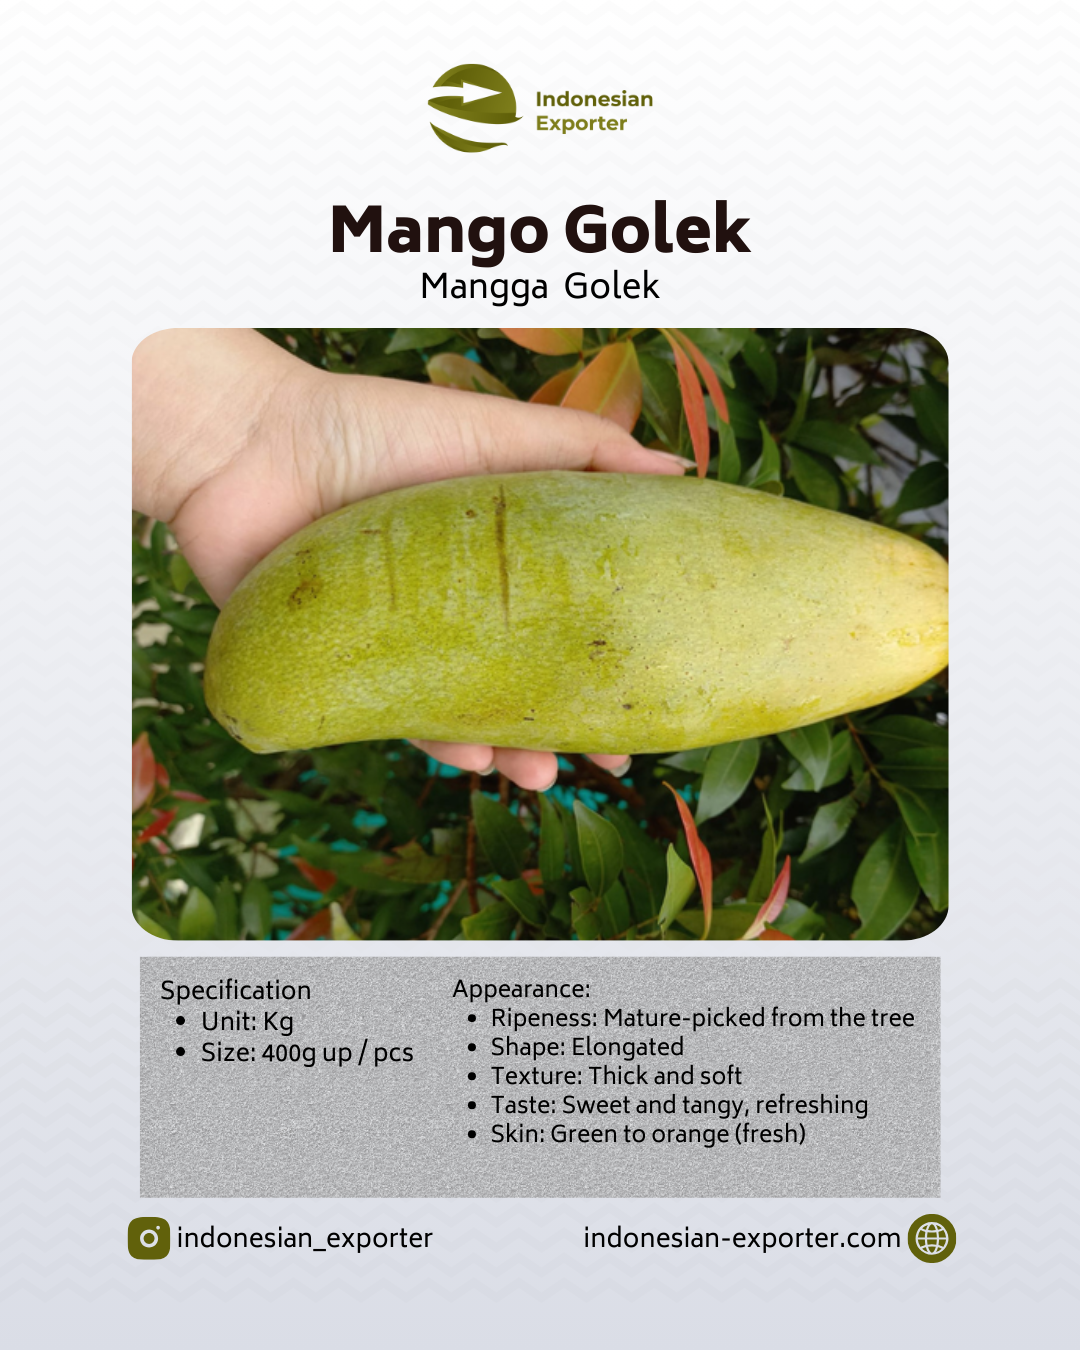 Indonesian
Exporter
Mango Golek
Mangga Golek
Specification
Unit: Kg
Size: 400g up / pcs
Appearance:
Ripeness: Mature-picked from the tree
Shape: Elongated
Texture: Thick and soft
Taste: Sweet and tangy, refreshing
Skin: Green to orange (fresh)
indonesian_exporter
indonesian-exporter.com